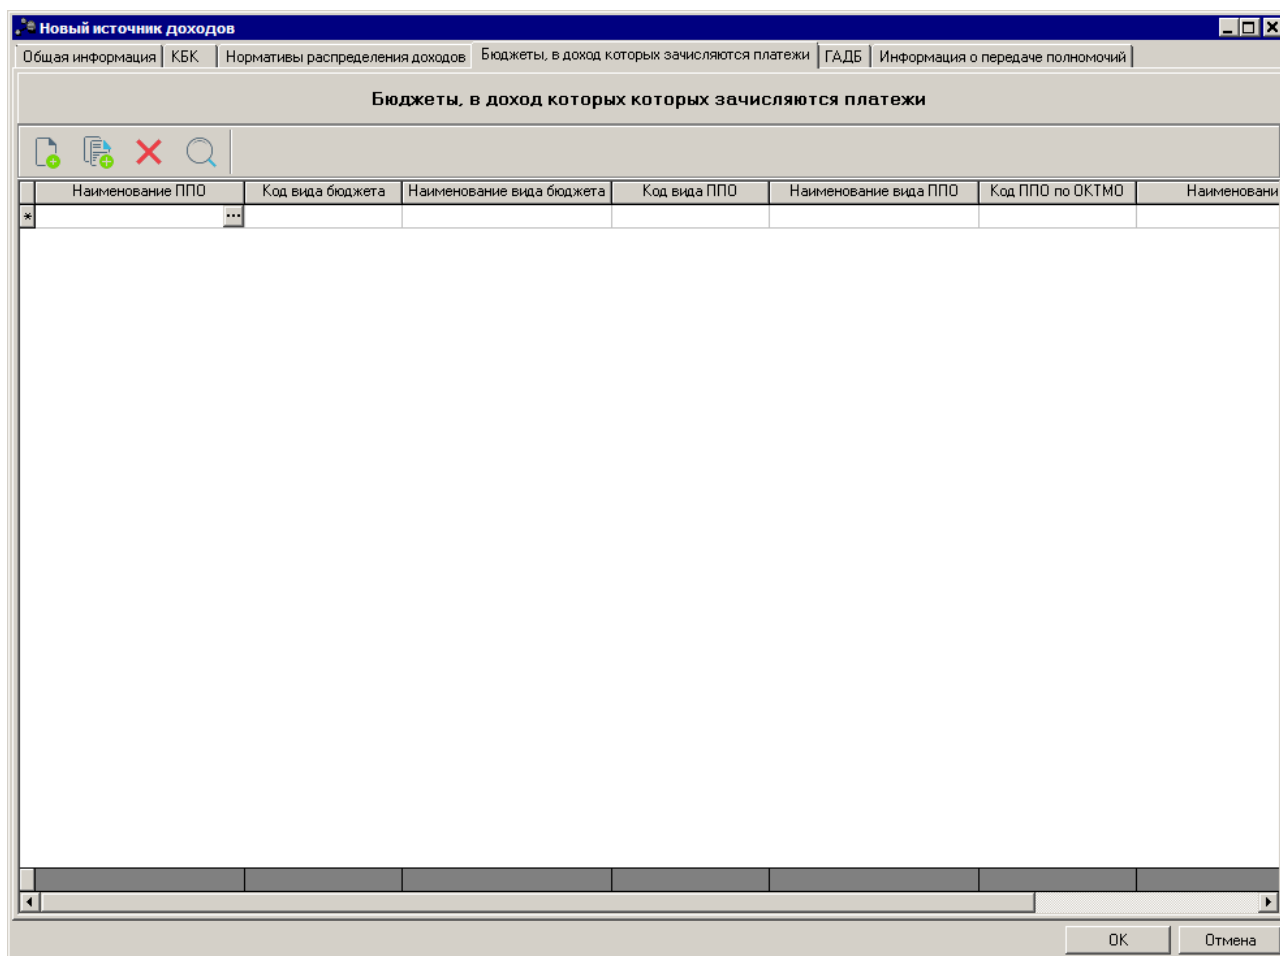 Новый источник доходов
Общая информация КБК Нормативы распределения доходов Бюджеты, в доход которых зачисляются платежи ГАДБ Информация о передаче полномочий
Бюджеты, в доход которых которых зачисляются платежи
Наименование ППО Код вида бюджета Наименование вида бюджета Код вида ППО Наименование вида ППО Код ППО по ОКТМО Наименовани
* ...
ОК Отмена